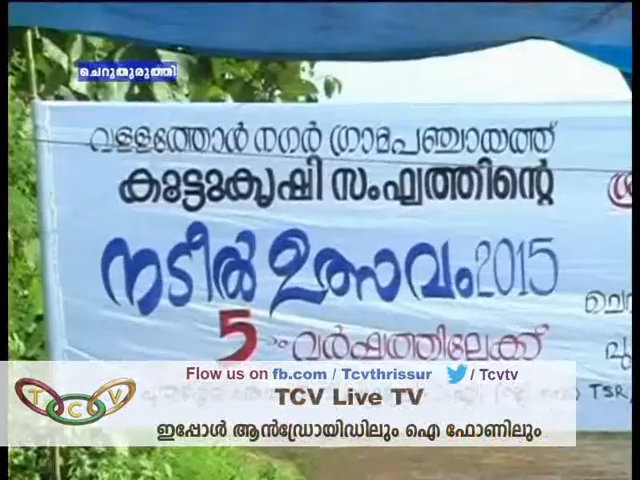 ചെറുതുരുത്തി
വള്ളത്തോൾ നഗർ ഗ്രാമപഞ്ചായത്ത്
കൂട്ടുകൃഷി സംഘത്തിന്റെ
നടീൽ ഉത്സവം 2015
5-ാം വർഷത്തിലേക്ക്
TSR,
Flow us on fb.com / Tcvthrissur / Tcvtv
TCV
TCV Live TV
ഇപ്പോൾ ആൻഡ്രോയിഡിലും ഐ ഫോണിലും